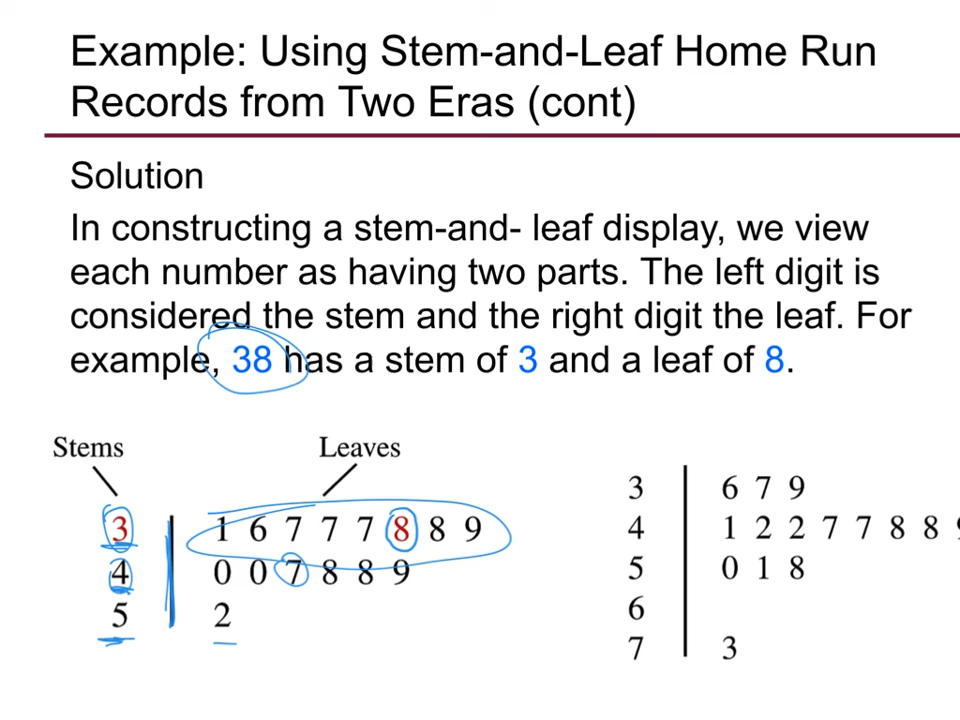 Example: Using Stem-and-Leaf Home Run
Records from Two Eras (cont)
Solution
In constructing a stem-and- leaf display, we view
each number as having two parts. The left digit is
considered the stem and the right digit the leaf. For
example, 38 has a stem of 3 and a leaf of 8.
Stems Leaves
3 1 6 7 7 7 8 8 9
4 0 0 7 8 8 9
5 2
3 6 7 9
4 1 2 2 7 7 8 8
5 0 1 8
6
7 3